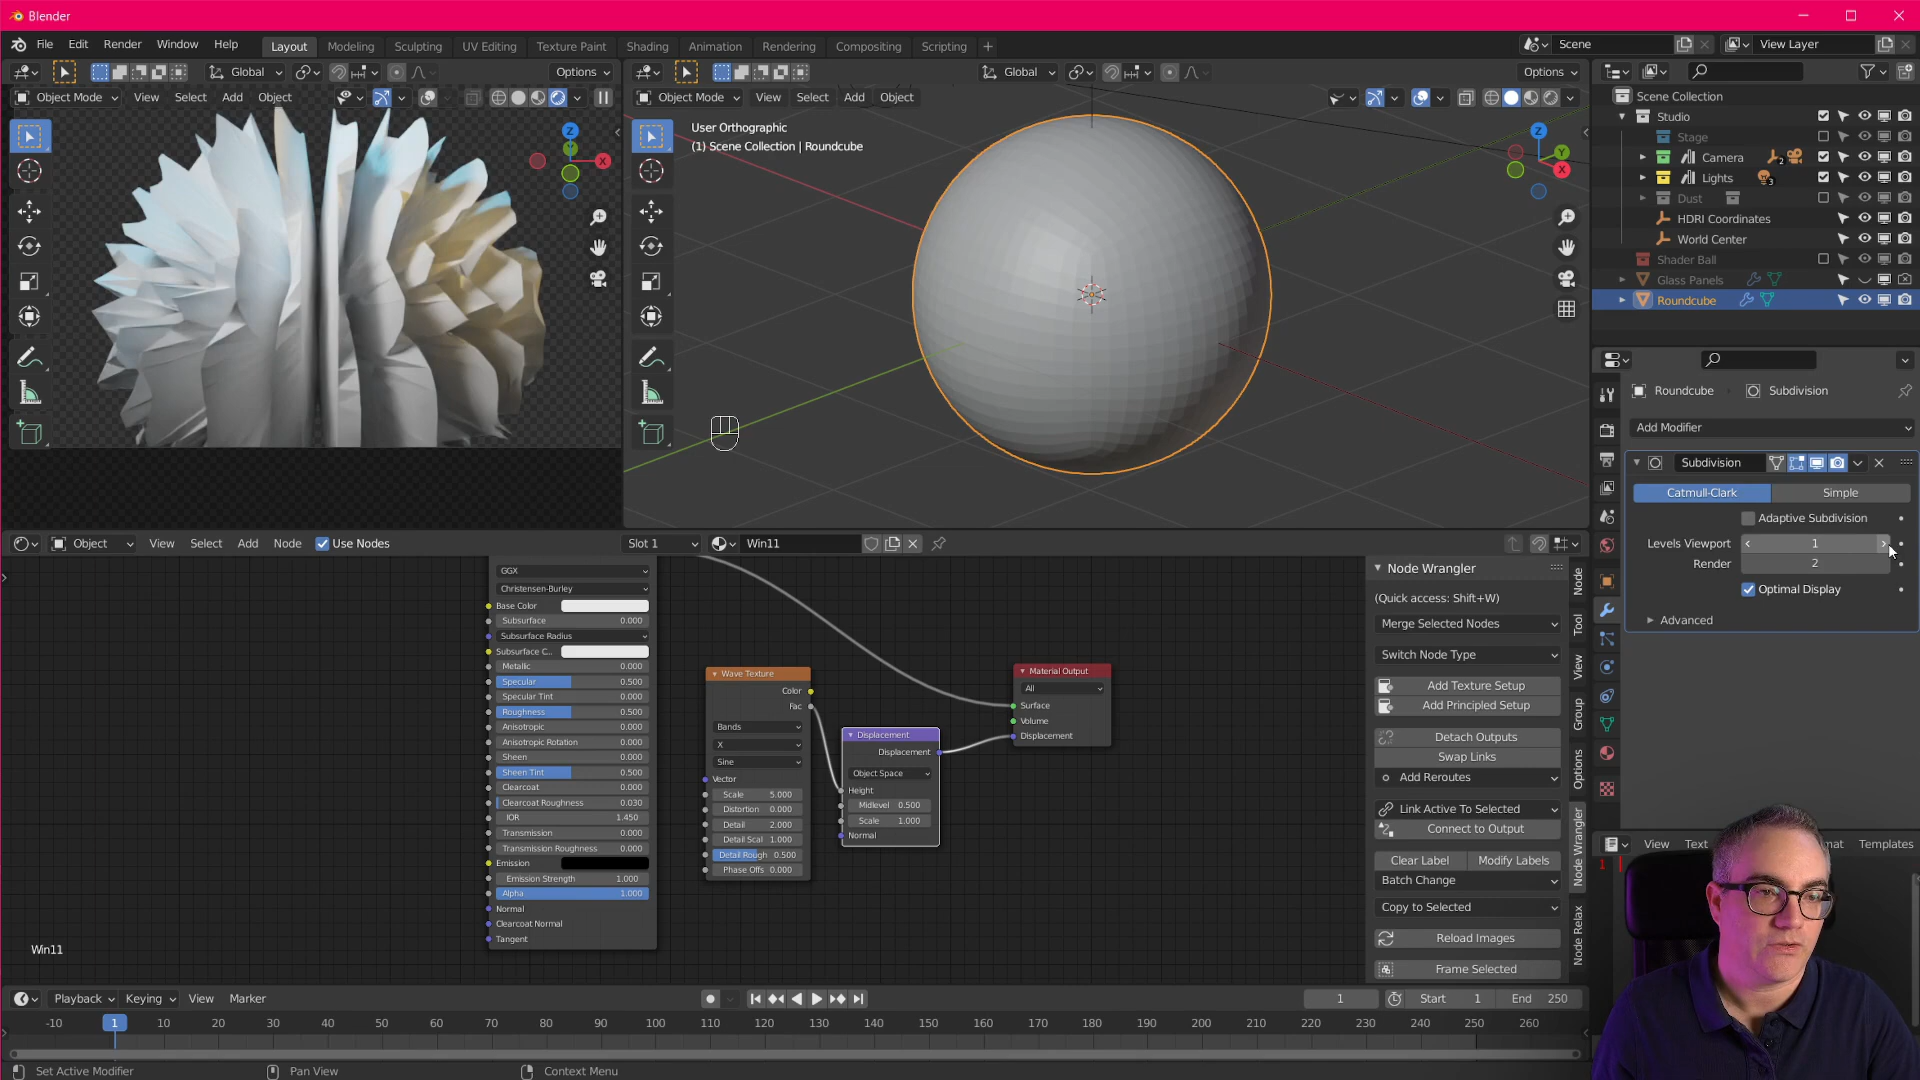 Blender
File Edit Render Window Help
Layout Modeling Sculpting UV Editing Texture Paint Shading Animation Rendering Compositing Scripting +
Scene
View Layer
Global
Options
Object Mode View Select Add Object
Z
X
Global
Options
Object Mode View Select Add Object
User Orthographic
(1) Scene Collection | Roundcube
Z
Y
X
Scene Collection
Studio
Stage
Camera 2
Lights 3
Dust
HDRI Coordinates
World Center
Shader Ball
Glass Panels
Roundcube
Roundcube Subdivision
Add Modifier
Subdivision
Catmull-Clark Simple
Adaptive Subdivision
Levels Viewport 1
Render 2
Optimal Display
Advanced
Object View Select Add Node Use Nodes
Slot 1
Win11
GGX
Christensen-Burley
Base Color
Subsurface 0.000
Subsurface Radius
Subsurface C...
Metallic 0.000
Specular 0.500
Specular Tint 0.000
Roughness 0.500
Anisotropic 0.000
Anisotropic Rotation 0.000
Sheen 0.000
Sheen Tint 0.500
Clearcoat 0.000
Clearcoat Roughness 0.030
IOR 1.450
Transmission 0.000
Transmission Roughness 0.000
Emission
Emission Strength 1.000
Alpha 1.000
Normal
Clearcoat Normal
Tangent
Wave Texture
Color
Fac
Bands
X
Sine
Vector
Scale 5.000
Distortion 0.000
Detail 2.000
Detail Scal 1.000
Detail Rough 0.500
Phase Offs 0.000
Displacement
Displacement
Object Space
Height
Midlevel 0.500
Scale 1.000
Normal
Material Output
All
Surface
Volume
Displacement
Node Wrangler
(Quick access: Shift+W)
Merge Selected Nodes
Switch Node Type
Add Texture Setup
Add Principled Setup
Detach Outputs
Swap Links
Add Reroutes
Link Active To Selected
Connect to Output
Clear Label Modify Labels
Batch Change
Copy to Selected
Reload Images
Frame Selected
Node
Tool
View
Group
Options
Node Wrangler
Node Relax
View Text
mat Templates
1
Win11
Playback Keying View Marker
1
Start 1
End 250
-10 1 10 20 30 40 50 60 70 80 90 100 110 120 130 140 150 160 170 180 190 200 210 220 230 240 250 260
Set Active Modifier
Pan View
Context Menu